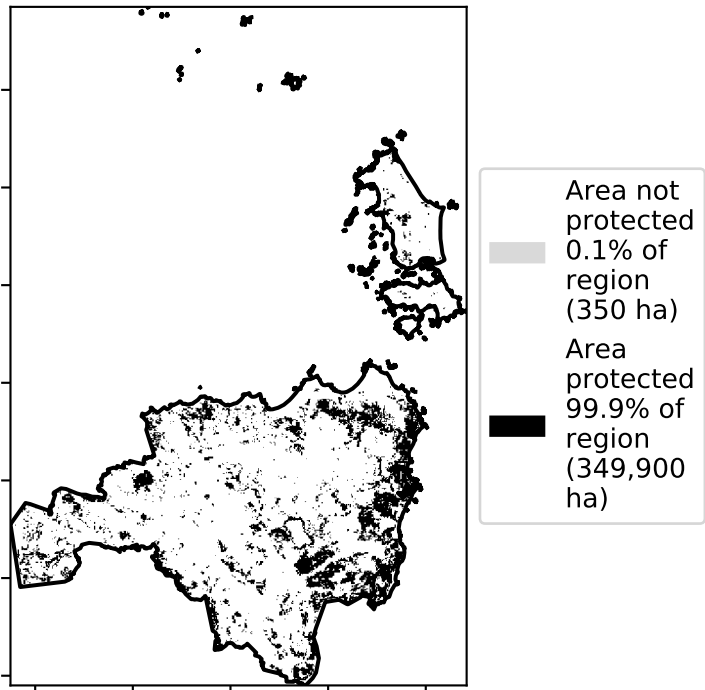 Area not
protected
0.1% of
region
(350 ha)
Area
protected
99.9% of
region
(349,900
ha)